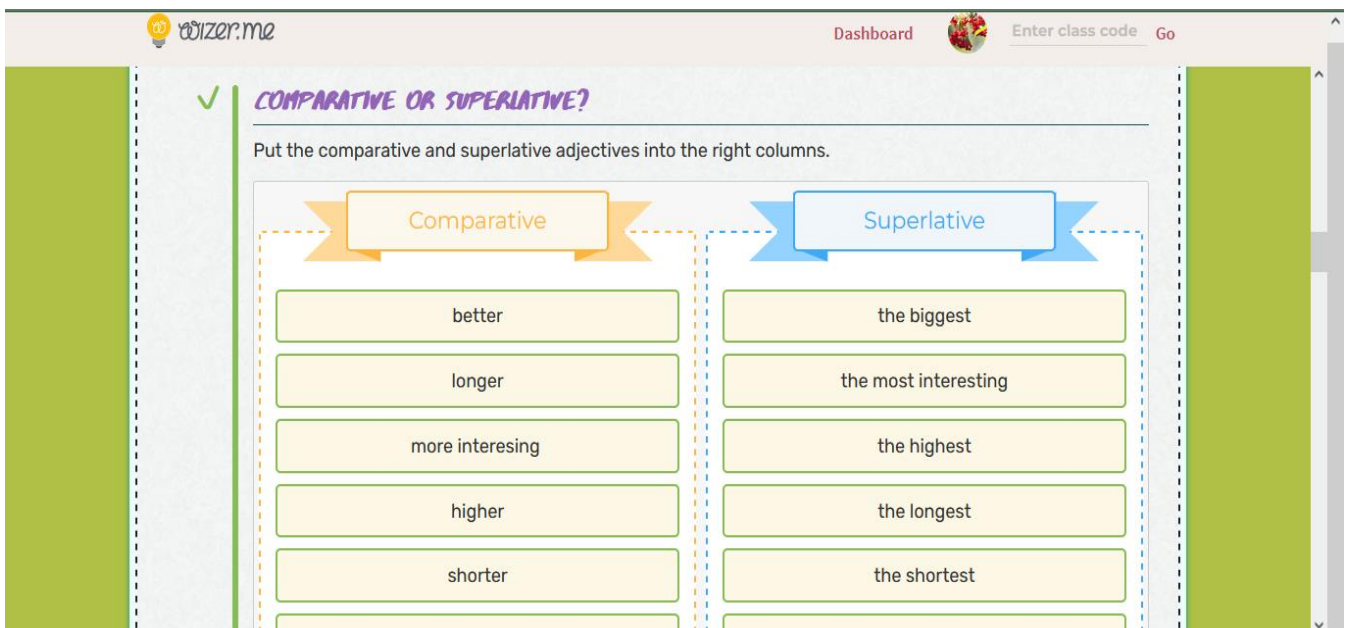 wizer.me
Dashboard
Enter class code Go
COMPARATIVE OR SUPERLATIVE?
Put the comparative and superlative adjectives into the right columns.
Comparative
Superlative
better
the biggest
longer
the most interesting
more interesing
the highest
higher
the longest
shorter
the shortest